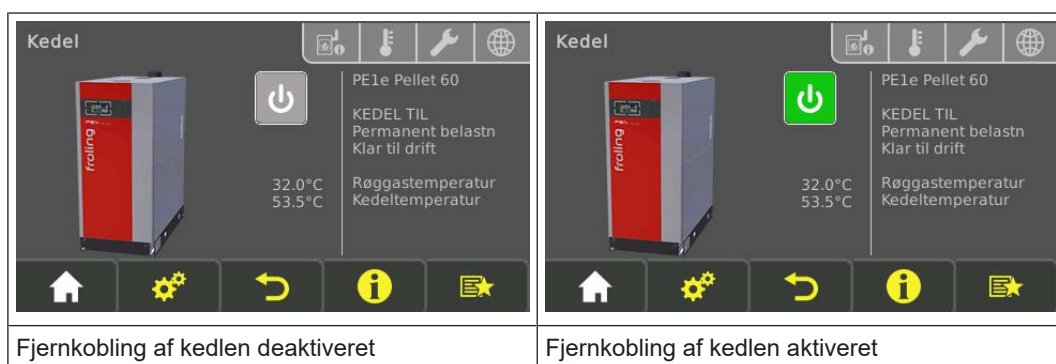 Kedel
PE1e Pellet 60
KEDEL TIL
Permanent belastn
Klar til drift
32.0°C Røggastemperatur
53.5°C Kedeltemperatur
froling
Fjernkobling af kedlen deaktiveret
Kedel
PE1e Pellet 60
KEDEL TIL
Permanent belastn
Klar til drift
32.0°C Røggastemperatur
53.5°C Kedeltemperatur
froling
Fjernkobling af kedlen aktiveret